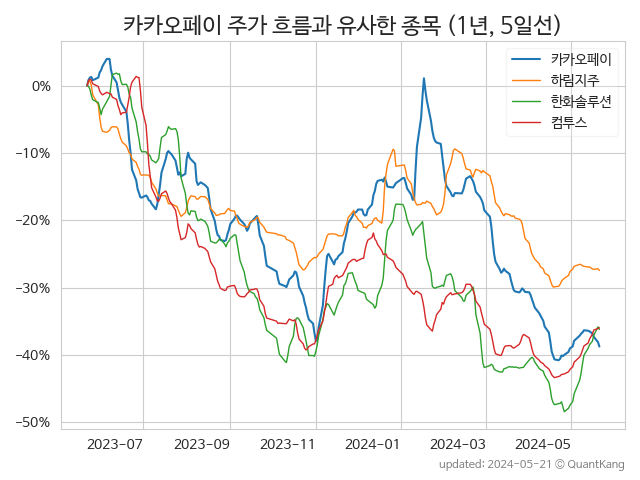 카카오페이 주가 흐름과 유사한 종목 (1년, 5일선)
카카오페이
하림지주
한화솔루션
컴투스
0%
−10%
−20%
−30%
−40%
−50%
2023-07 2023-09 2023-11 2024-01 2024-03 2024-05
updated: 2024-05-21 © QuantKang